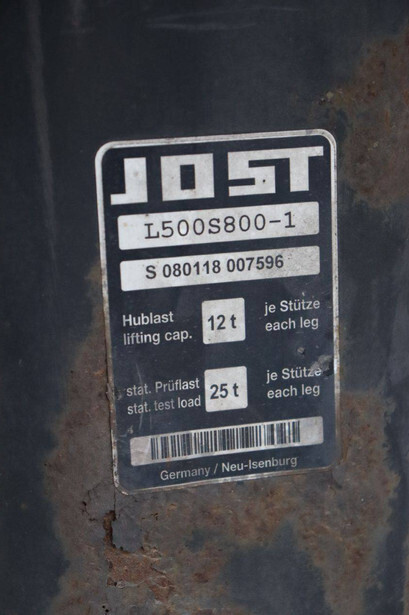 JOST
L500S800-1
S 080118 007596
Hublast 12 t je Stütze
lifting cap. each leg
stat. Prüflast 25 t je Stütze
stat. test load each leg
Germany / Neu-Isenburg